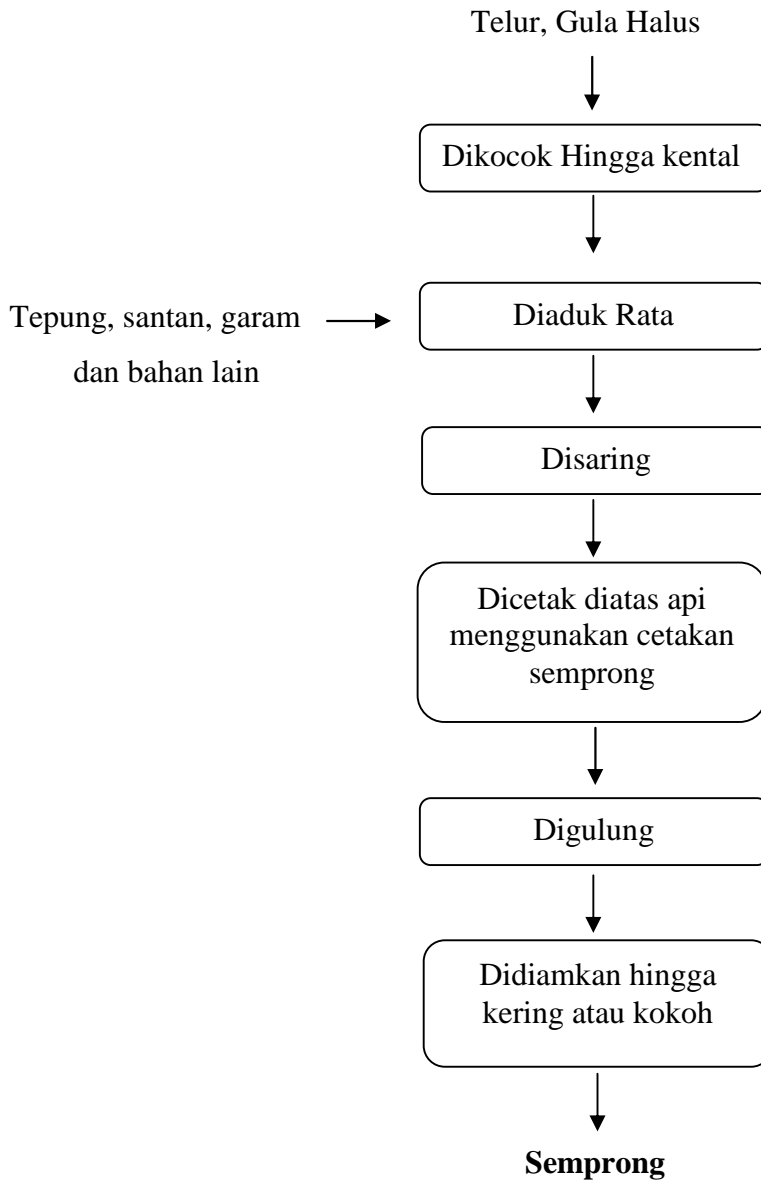 Telur, Gula Halus
Dikocok Hingga kental
Tepung, santan, garam
dan bahan lain
Diaduk Rata
Disaring
Dicetak diatas api
menggunakan cetakan
semprong
Digulung
Didiamkan hingga
kering atau kokoh
Semprong